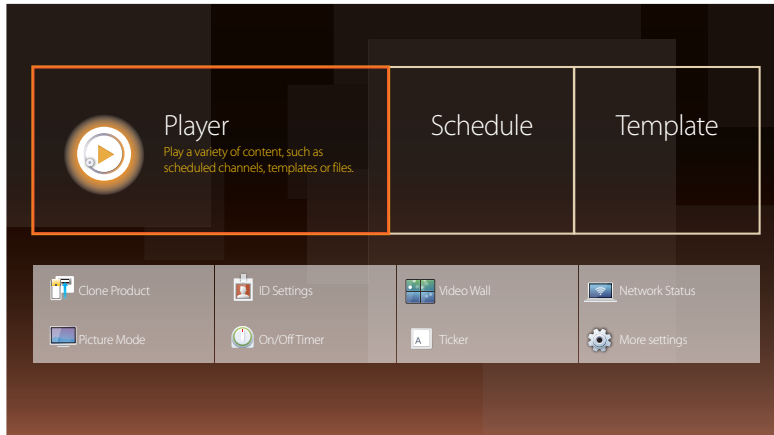 Player
Play a variety of content, such as
scheduled channels, templates or files.
Schedule
Template
Clone Product
ID Settings
Video Wall
Network Status
Picture Mode
On/Off Timer
A
Ticker
More settings